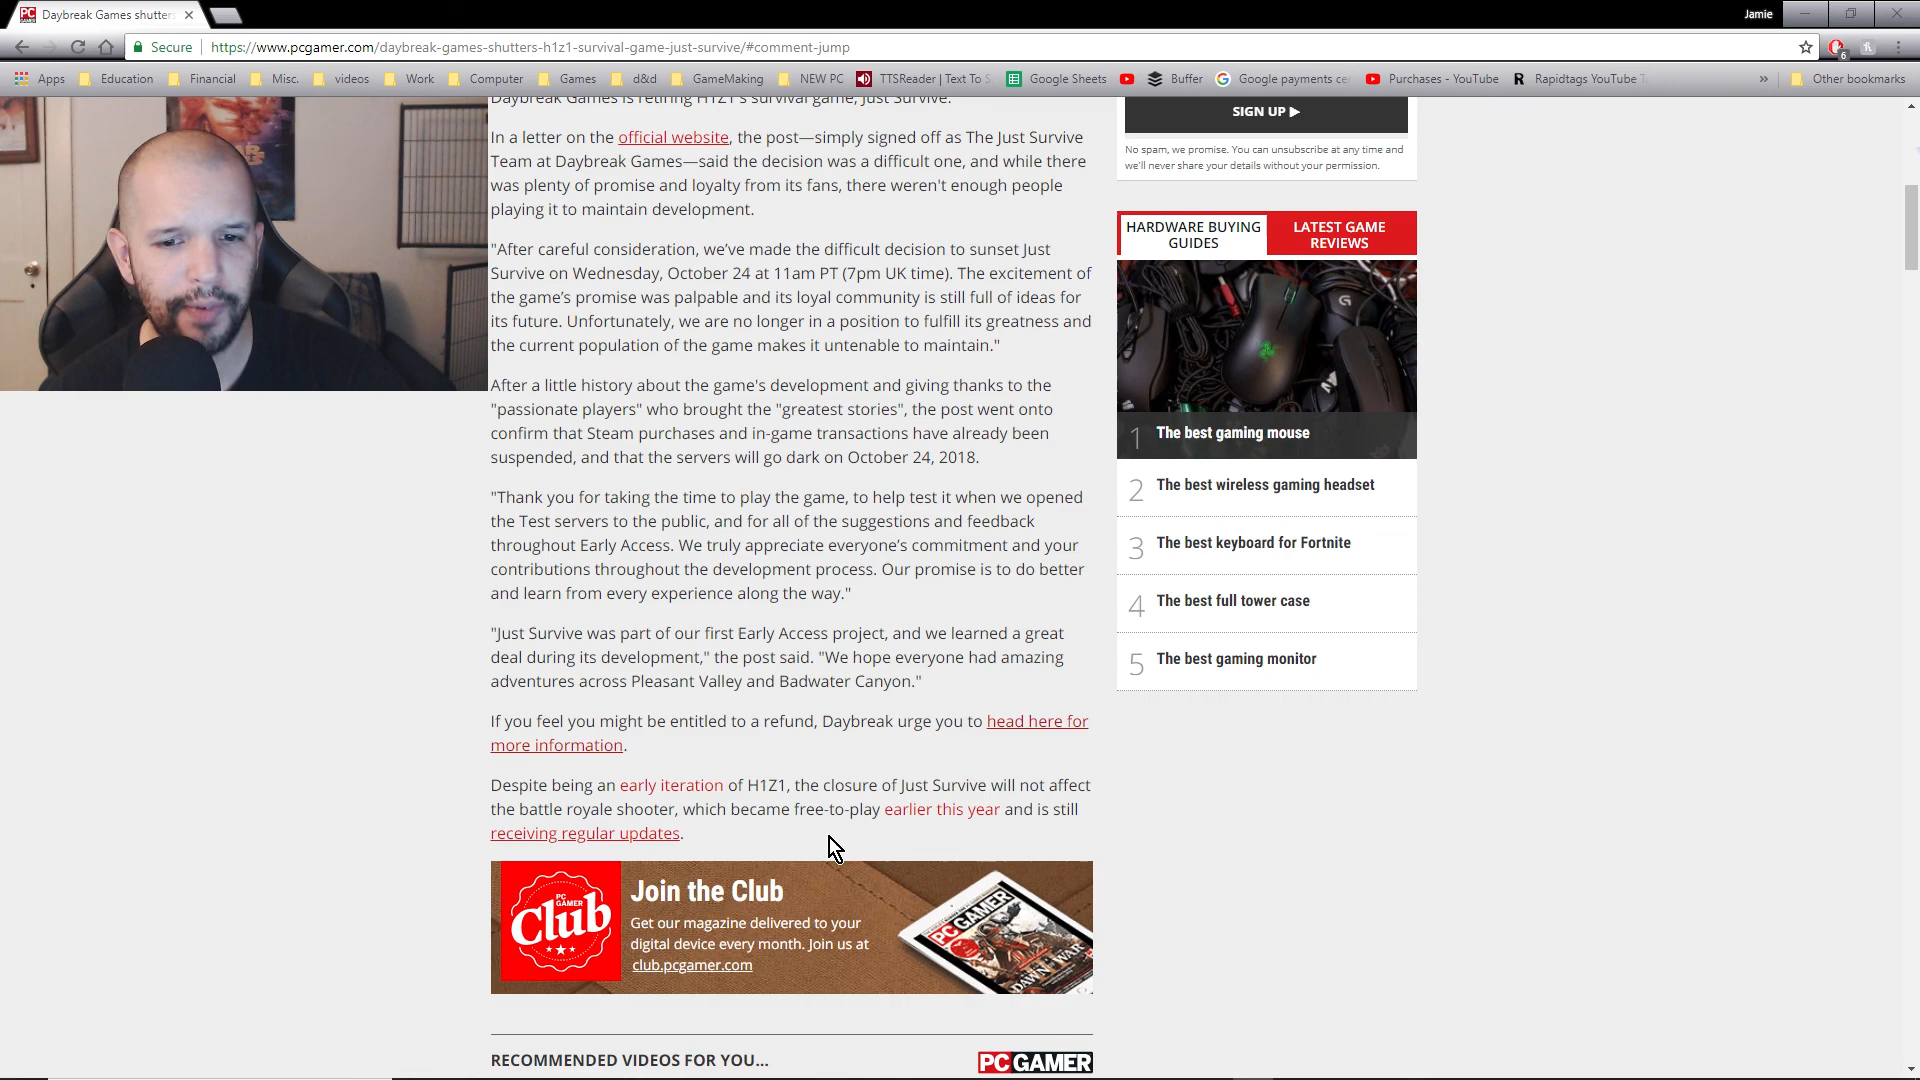 Daybreak Games shutters
Jamie
Secure
https://www.pcgamer.com/daybreak-games-shutters-h1z1-survival-game-just-survive/#comment-jump
6
Apps Education Financial Misc. videos Work Computer Games d&d GameMaking NEW PC TTSReader | Text To S Google Sheets Buffer Google payments ce Purchases - YouTube Rapidtags YouTube T » Other bookmarks
Daybreak Games is retiring H1Z1's survival game, Just Survive.
In a letter on the official website, the post—simply signed off as The Just Survive
Team at Daybreak Games—said the decision was a difficult one, and while there
was plenty of promise and loyalty from its fans, there weren't enough people
playing it to maintain development.
"After careful consideration, we’ve made the difficult decision to sunset Just
Survive on Wednesday, October 24 at 11am PT (7pm UK time). The excitement of
the game’s promise was palpable and its loyal community is still full of ideas for
its future. Unfortunately, we are no longer in a position to fulfill its greatness and
the current population of the game makes it untenable to maintain."
After a little history about the game's development and giving thanks to the
"passionate players" who brought the "greatest stories", the post went onto
confirm that Steam purchases and in-game transactions have already been
suspended, and that the servers will go dark on October 24, 2018.
"Thank you for taking the time to play the game, to help test it when we opened
the Test servers to the public, and for all of the suggestions and feedback
throughout Early Access. We truly appreciate everyone’s commitment and your
contributions throughout the development process. Our promise is to do better
and learn from every experience along the way."
"Just Survive was part of our first Early Access project, and we learned a great
deal during its development," the post said. "We hope everyone had amazing
adventures across Pleasant Valley and Badwater Canyon."
If you feel you might be entitled to a refund, Daybreak urge you to head here for
more information.
Despite being an early iteration of H1Z1, the closure of Just Survive will not affect
the battle royale shooter, which became free-to-play earlier this year and is still
receiving regular updates.
PC GAMER
Club
Join the Club
Get our magazine delivered to your
digital device every month. Join us at
club.pcgamer.com
PC GAMER
DAWN OF WAR
RECOMMENDED VIDEOS FOR YOU...
PC GAMER
SIGN UP ▶
No spam, we promise. You can unsubscribe at any time and
we'll never share your details without your permission.
HARDWARE BUYING
GUIDES
LATEST GAME
REVIEWS
1 The best gaming mouse
2 The best wireless gaming headset
3 The best keyboard for Fortnite
4 The best full tower case
5 The best gaming monitor